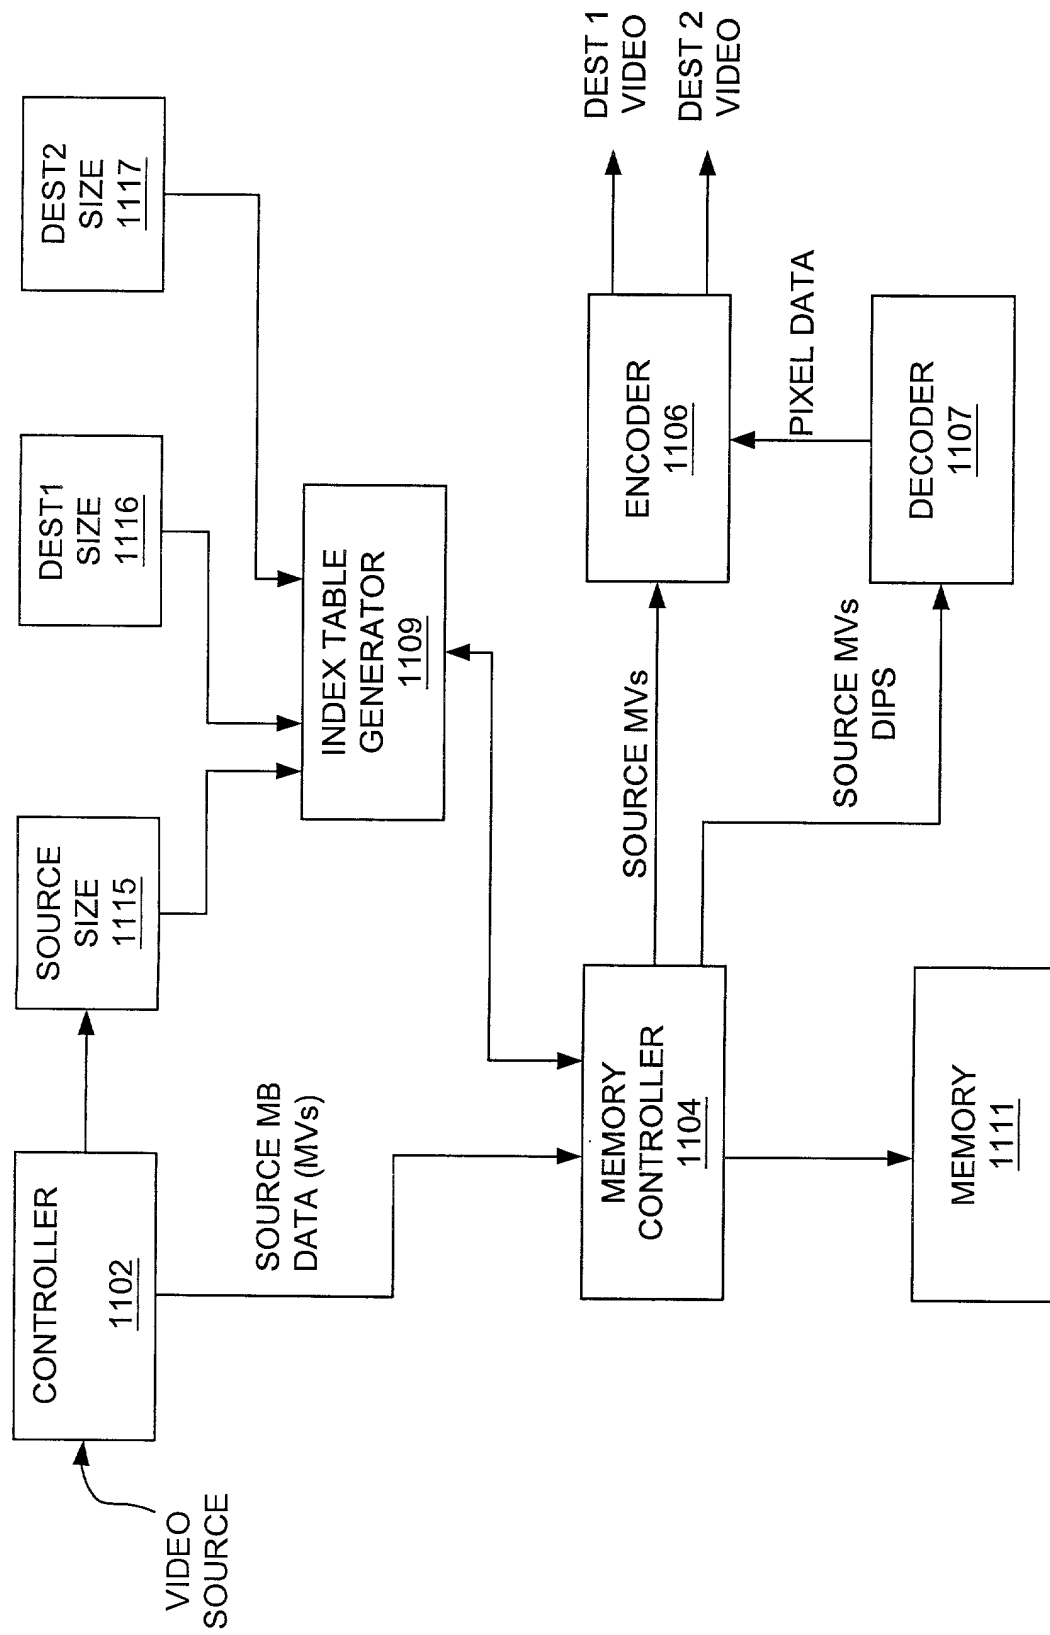 VIDEO
SOURCE
CONTROLLER
1102
SOURCE
SIZE
1115
DEST1
SIZE
1116
DEST2
SIZE
1117
SOURCE MB
DATA (MVs)
INDEX TABLE
GENERATOR
1109
MEMORY
CONTROLLER
1104
SOURCE MVs
ENCODER
1106
DEST 1
VIDEO
DEST 2
VIDEO
PIXEL DATA
SOURCE MVs
DIPS
DECODER
1107
MEMORY
1111